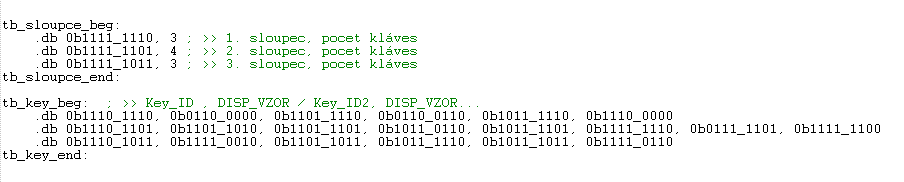 tb_sloupce_beg:
.db 0b1111_1110, 3 ; >> 1. sloupec, pocet kláves
.db 0b1111_1101, 4 ; >> 2. sloupec, pocet kláves
.db 0b1111_1011, 3 ; >> 3. sloupec, pocet kláves
tb_sloupce_end:
tb_key_beg: ; >> Key_ID , DISP_VZOR / Key_ID2, DISP_VZOR...
.db 0b1110_1110, 0b0110_0000, 0b1101_1110, 0b0110_0110, 0b1011_1110, 0b1110_0000
.db 0b1110_1101, 0b1101_1010, 0b1101_1101, 0b1011_0110, 0b1011_1101, 0b1111_1110, 0b0111_1101, 0b1111_1100
.db 0b1110_1011, 0b1111_0010, 0b1101_1011, 0b1011_1110, 0b1011_1011, 0b1111_0110
tb_key_end: